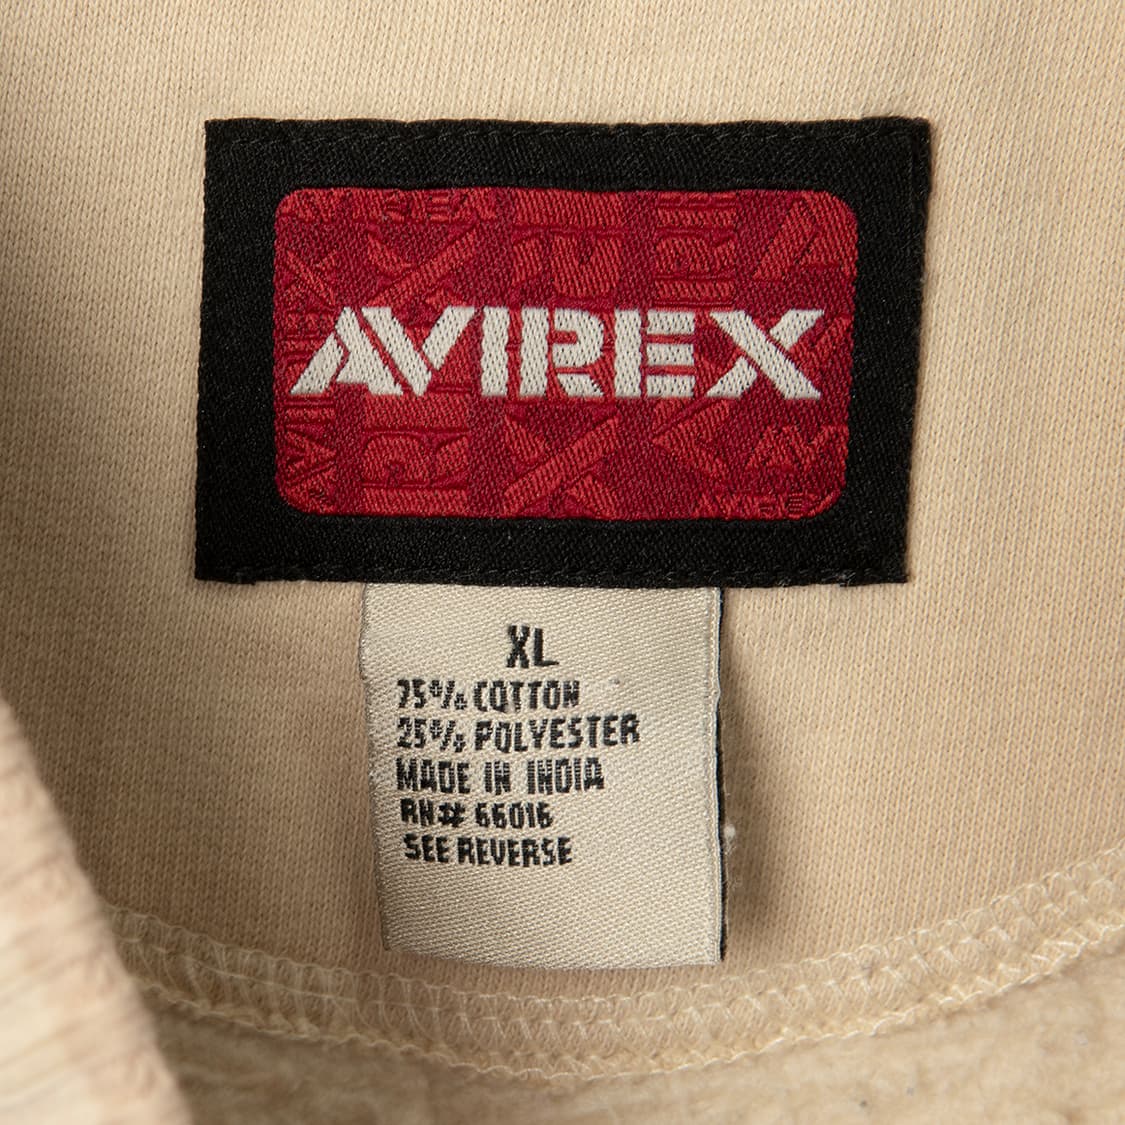 AVIREX
XL
75% COTTON
25% POLYESTER
MADE IN INDIA
RN# 66016
SEE REVERSE